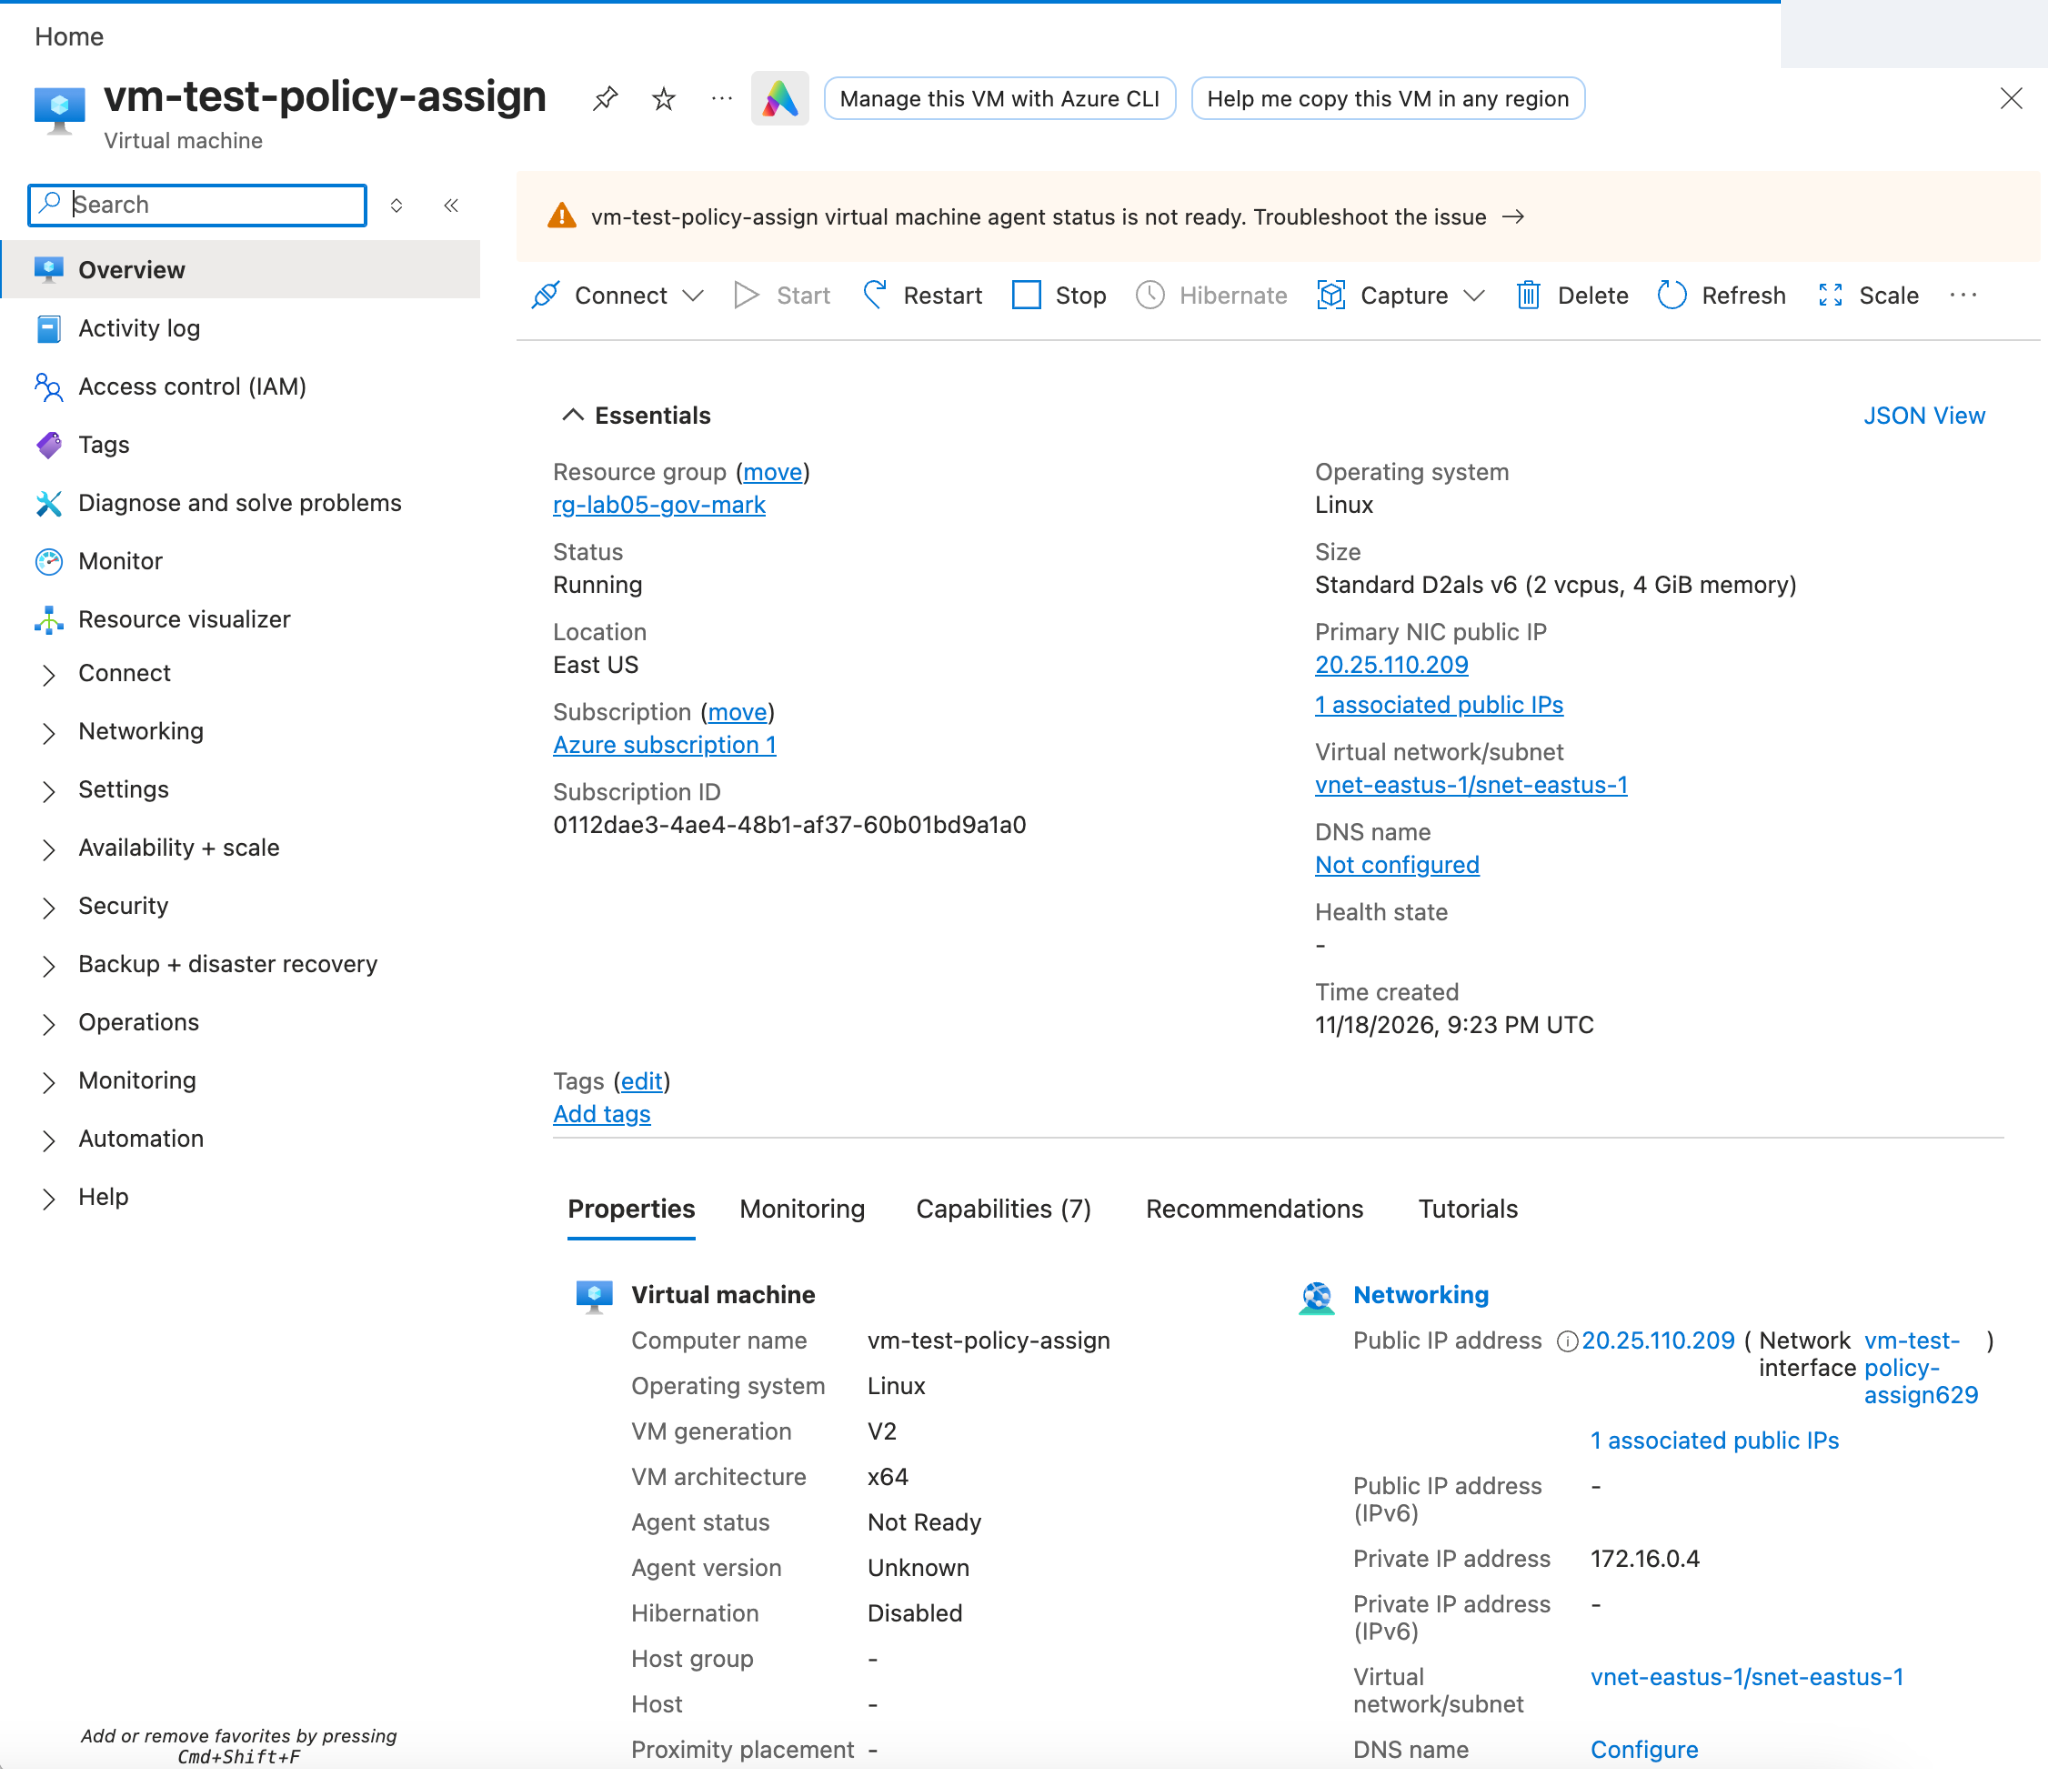 Home
vm-test-policy-assign
Manage this VM with Azure CLI
Help me copy this VM in any region
Virtual machine
Search
Overview
Activity log
Access control (IAM)
Tags
Diagnose and solve problems
Monitor
Resource visualizer
Connect
Networking
Settings
Availability + scale
Security
Backup + disaster recovery
Operations
Monitoring
Automation
Help
Add or remove favorites by pressing
Cmd+Shift+F
vm-test-policy-assign virtual machine agent status is not ready. Troubleshoot the issue →
Connect
Start
Restart
Stop
Hibernate
Capture
Delete
Refresh
Scale
Essentials
JSON View
Resource group (move)
rg-lab05-gov-mark
Status
Running
Location
East US
Subscription (move)
Azure subscription 1
Subscription ID
0112dae3-4ae4-48b1-af37-60b01bd9a1a0
Operating system
Linux
Size
Standard D2als v6 (2 vcpus, 4 GiB memory)
Primary NIC public IP
20.25.110.209
1 associated public IPs
Virtual network/subnet
vnet-eastus-1/snet-eastus-1
DNS name
Not configured
Health state
-
Time created
11/18/2026, 9:23 PM UTC
Tags (edit)
Add tags
Properties
Monitoring
Capabilities (7)
Recommendations
Tutorials
Virtual machine
Computer name vm-test-policy-assign
Operating system Linux
VM generation V2
VM architecture x64
Agent status Not Ready
Agent version Unknown
Hibernation Disabled
Host group -
Host -
Proximity placement -
Networking
Public IP address 20.25.110.209 ( Network vm-test- )
interface policy-
assign629
1 associated public IPs
Public IP address -
(IPv6)
Private IP address 172.16.0.4
Private IP address -
(IPv6)
Virtual vnet-eastus-1/snet-eastus-1
network/subnet
DNS name Configure